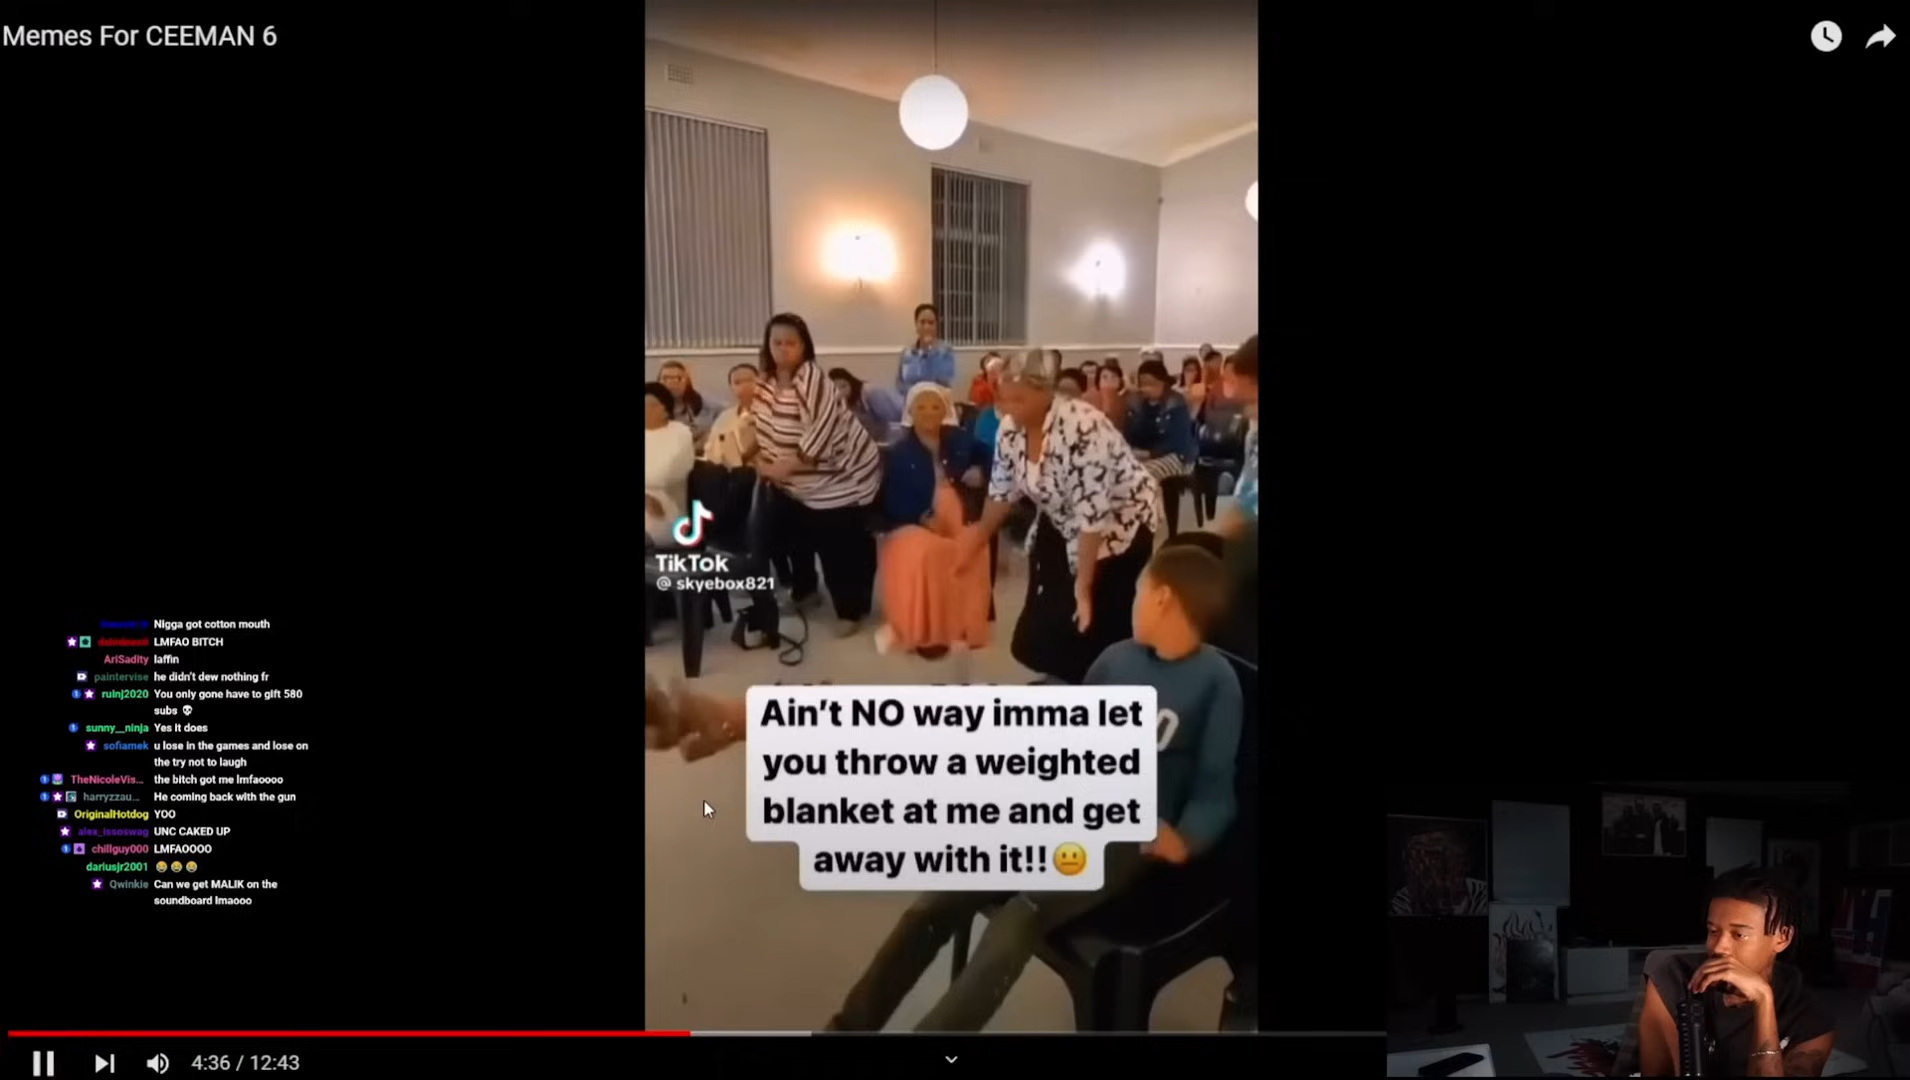 Memes For CEEMAN 6
TikTok
@ skyebox821
Nigga got cotton mouth
LMFAO BITCH
AriSadity laffin
paintervise he didn't dew nothing fr
rulnj2020 You only gone have to gift 580
subs 💀
sunny__ninja Yes it does
sofiamek u lose in the games and lose on
the try not to laugh
TheNicoleVis... the bitch got me lmfaoooo
harryzzau... He coming back with the gun
OriginalHotdog YOO
alex_issoswag UNC CAKED UP
chillguy000 LMFAOOOO
dariusjr2001 😂😂😂
Qwinkie Can we get MALIK on the
soundboard lmaooo
Ain't NO way imma let
you throw a weighted
blanket at me and get
away with it!!😐
4:36 / 12:43